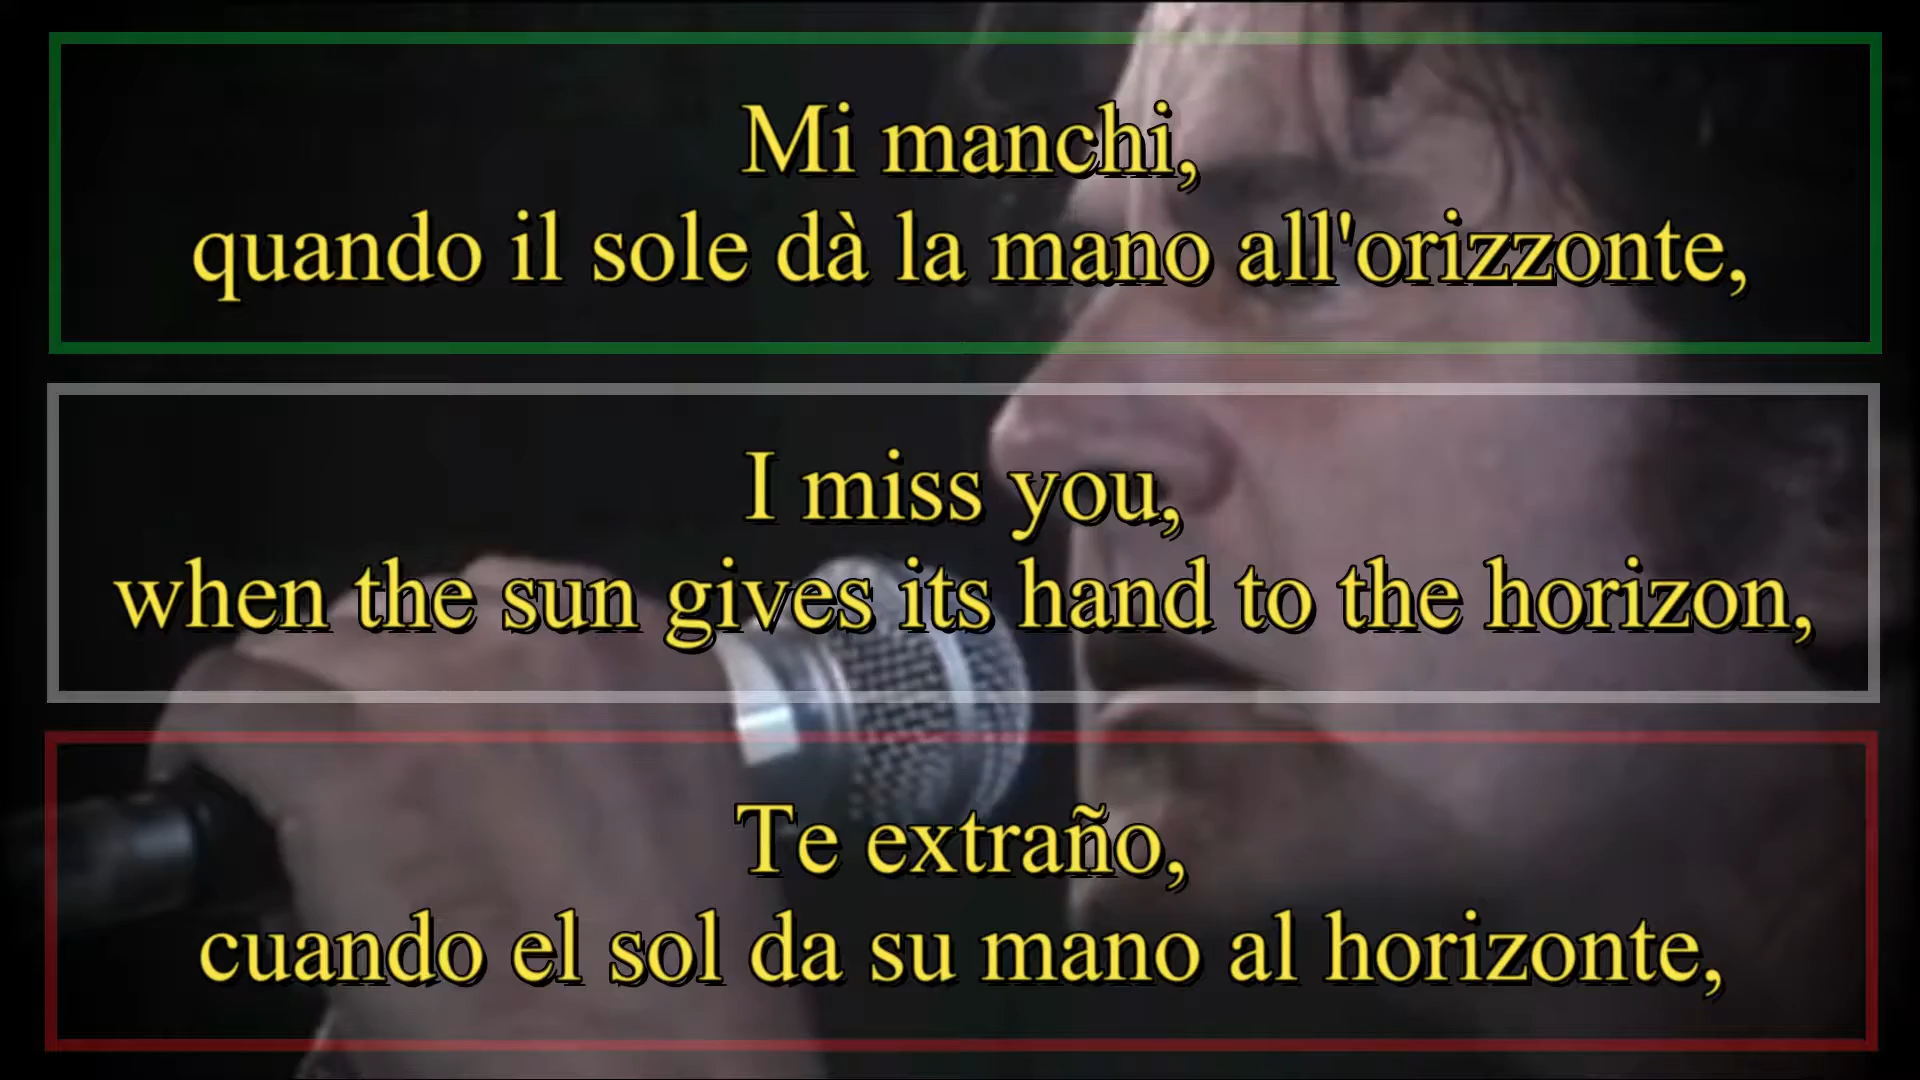 Mi manchi,
quando il sole dà la mano all'orizzonte,
I miss you,
when the sun gives its hand to the horizon,
Te extraño,
cuando el sol da su mano al horizonte,